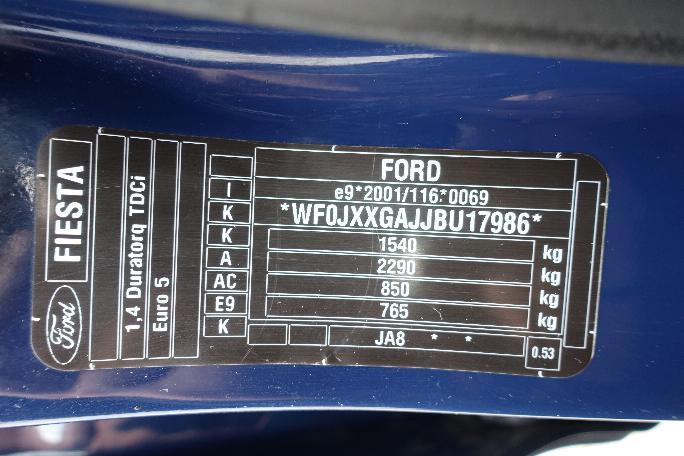 FIESTA
Ford
1,4 Duratorq TDCi
Euro 5
I
K
K
A
AC
E9
K
FORD
e9*2001/116*0069
*WF0JXXGAJJBU17986*
1540 kg
2290 kg
850 kg
765 kg
JA8 * *
0.53